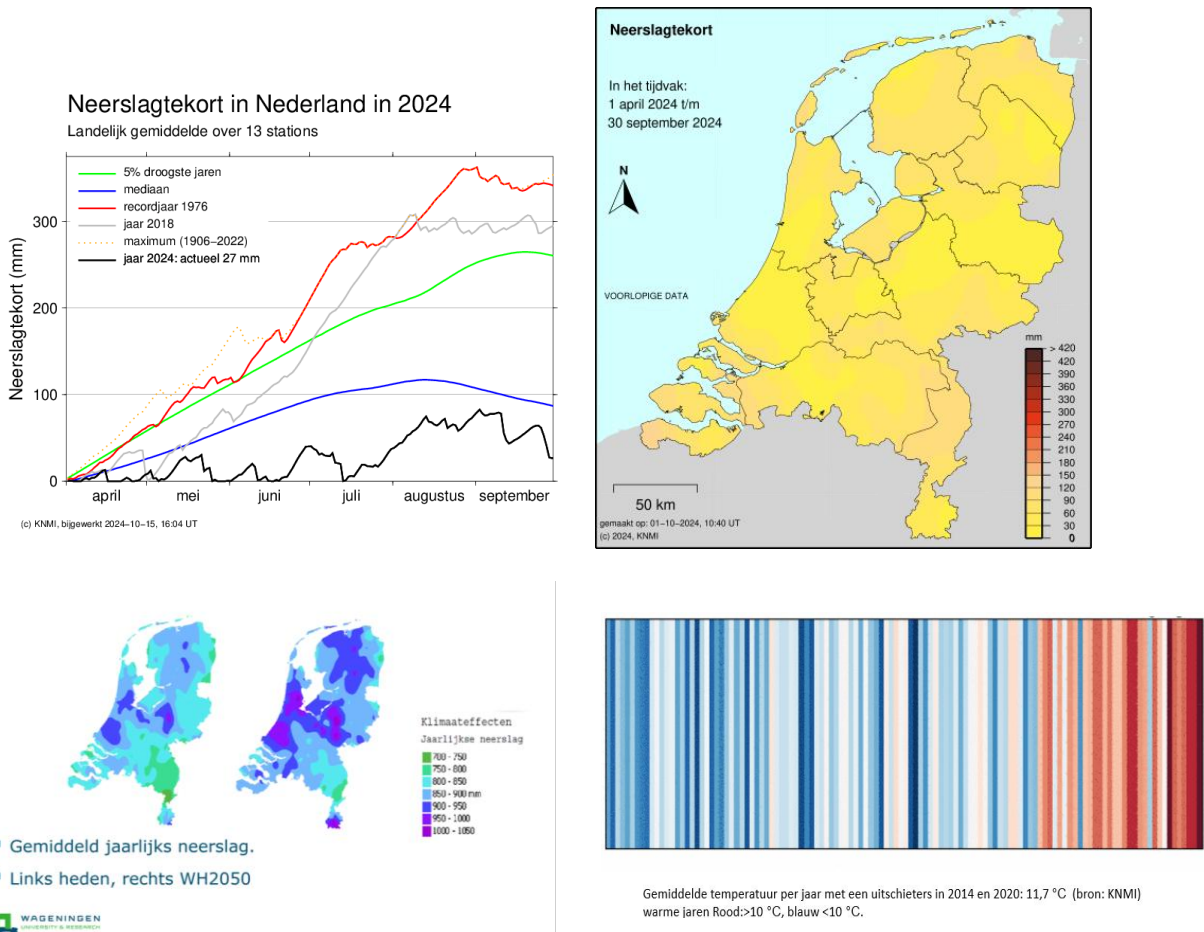 Neerslagtekort in Nederland in 2024
Landelijk gemiddelde over 13 stations
5% droogste jaren
mediaan
recordjaar 1976
jaar 2018
maximum (1906–2022)
jaar 2024: actueel 27 mm
Neerslagtekort (mm)
300
200
100
0
april mei juni juli augustus september
(c) KNMI, bijgewerkt 2024–10–15, 16:04 UT
Neerslagtekort
In het tijdvak:
1 april 2024 t/m
30 september 2024
N
VOORLOPIGE DATA
mm
> 420
420
390
360
330
300
270
240
210
180
150
120
90
60
30
0
50 km
gemaakt op: 01–10–2024, 10:40 UT
(c) 2024, KNMI
Klimaateffecten
Jaarlijkse neerslag
700 - 750
750 - 800
800 - 850
850 - 900 mm
900 - 950
950 - 1000
1000 - 1050
Gemiddeld jaarlijks neerslag.
Links heden, rechts WH2050
WAGENINGEN
UNIVERSITY & RESEARCH
Gemiddelde temperatuur per jaar met een uitschieters in 2014 en 2020: 11,7 °C (bron: KNMI)
warme jaren Rood:>10 °C, blauw <10 °C.